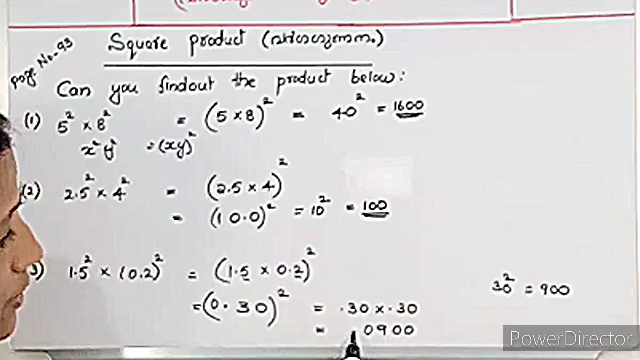 Page. No-93
Square product (വർഗഗുണനം)
Can you findout the product below:
(1) 5² × 8² = (5 × 8)² = 40² = 1600
x² y² = (xy)²
(2) 2.5² × 4² = (2.5 × 4)²
= (10.0)² = 10² = 100
3) 1.5² × (0.2)² = (1.5 × 0.2)²
30² = 900
= (0.30)² = .30 × .30
= 0900
PowerDirector